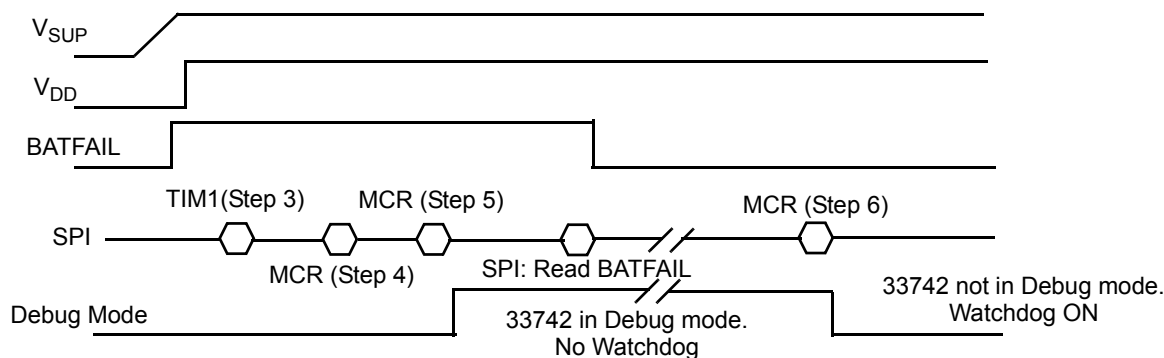 VSUP
VDD
BATFAIL
TIM1(Step 3)
MCR (Step 5)
MCR (Step 6)
SPI
MCR (Step 4)
SPI: Read BATFAIL
Debug Mode
33742 in Debug mode.
No Watchdog
33742 not in Debug mode.
Watchdog ON